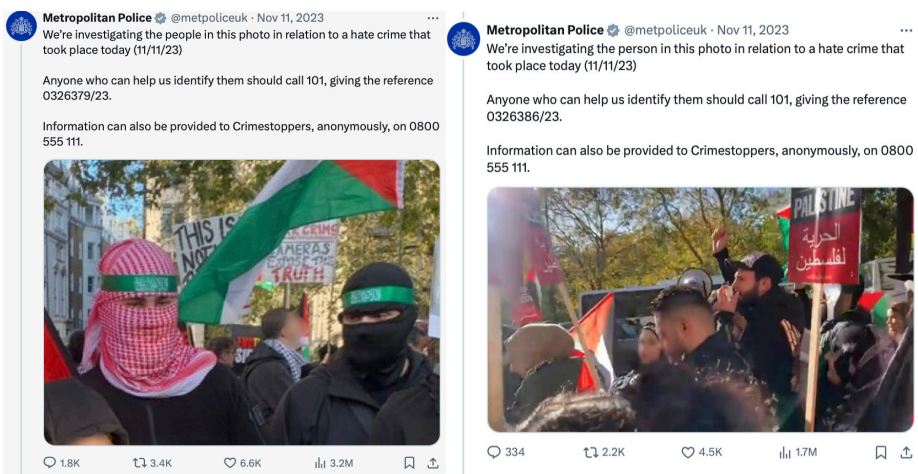 Metropolitan Police @metpoliceuk · Nov 11, 2023
We're investigating the people in this photo in relation to a hate crime that
took place today (11/11/23)
Anyone who can help us identify them should call 101, giving the reference
0326379/23.
Information can also be provided to Crimestoppers, anonymously, on 0800
555 111.
THIS IS
NOT
CRIME
CAMERAS
TRUTH
1.8K 3.4K 6.6K 3.2M
Metropolitan Police @metpoliceuk · Nov 11, 2023
We're investigating the person in this photo in relation to a hate crime that
took place today (11/11/23)
Anyone who can help us identify them should call 101, giving the reference
0326386/23.
Information can also be provided to Crimestoppers, anonymously, on 0800
555 111.
PALESTINE
الحرية
لفلسطين
334 2.2K 4.5K 1.7M